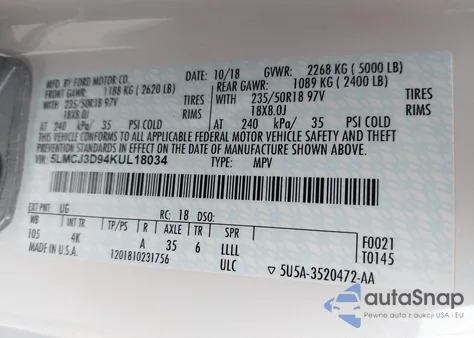 MFD. BY FORD MOTOR CO.
10/18 GVWR: 2268 KG ( 5000 LB)
FRONT GAWR: 1188 KG ( 2620 LB) REAR GAWR: 1089 KG ( 2400 LB)
WITH 235/50R18 97V TIRES WITH 235/50R18 97V TIRES
18X8.0J RIMS 18X8.0J RIMS
AT 240 kPa/ 35 PSI COLD AT 240 kPa/ 35 PSI COLD
THIS VEHICLE CONFORMS TO ALL APPLICABLE FEDERAL MOTOR VEHICLE SAFETY AND THEFT
PREVENTION STANDARDS IN EFFECT ON THE DATE OF MANUFACTURE SHOWN ABOVE.
VIN: 5LMCJ3D94KUL18034 TYPE: MPV
EXT PNT: UG RC: 18 DSO:
WB INT TR TP/PS R AXLE TR SPR
105 4K A 35 6 LLLL F0021
MADE IN U.S.A. 1201810231756 ULC T0145
▽ 5U5A-3520472-AA
autoSnap
Pewne auta z aukcji USA i EU